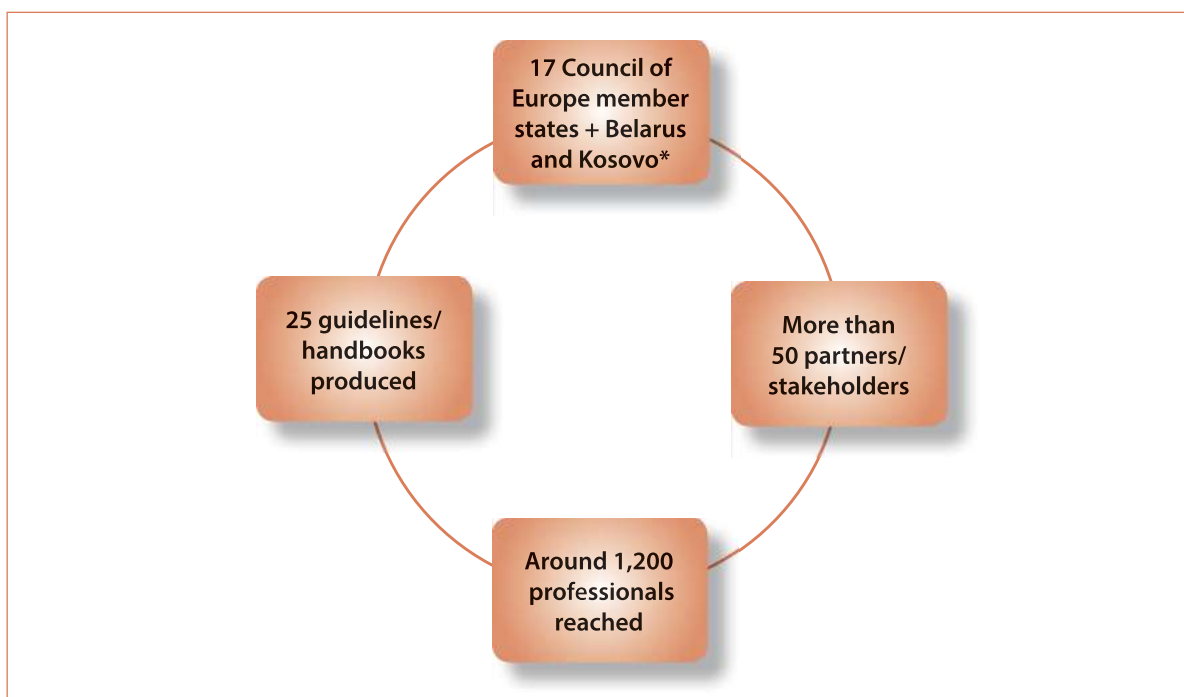 17 Council of
Europe member
states + Belarus
and Kosovo*
25 guidelines/
handbooks
produced
More than
50 partners/
stakeholders
Around 1,200
professionals
reached